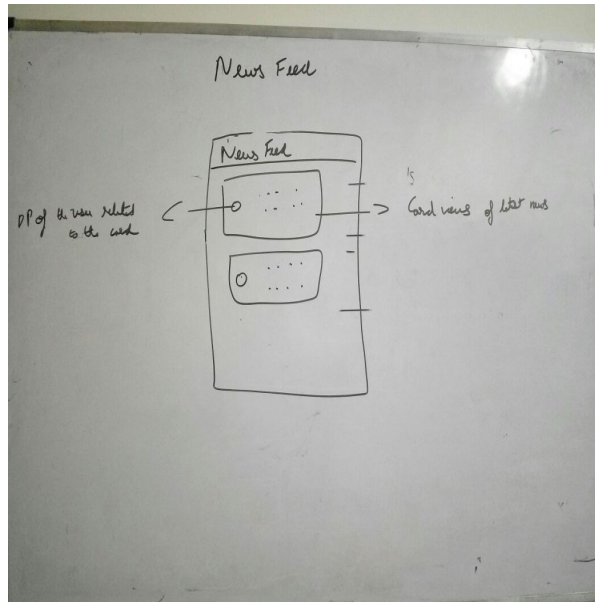 News Feed
News Feed
DP of the user related
to the card
Card views of latest news